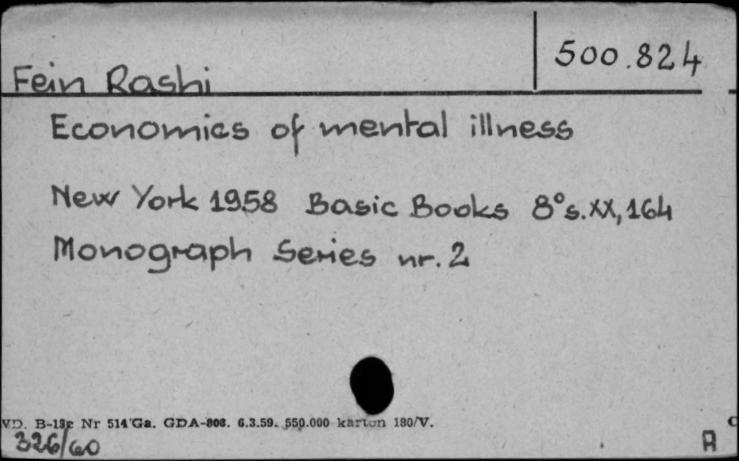 500.824
Fein Rashi
Economics of mental illness
New York 1958 Basic Books 8° s.XX, 164
Monograph Series nr. 2
VD. B-13c Nr 514 Ga. GDA-808. 6.3.59. 550.000 karton 180/V.
326/60
A